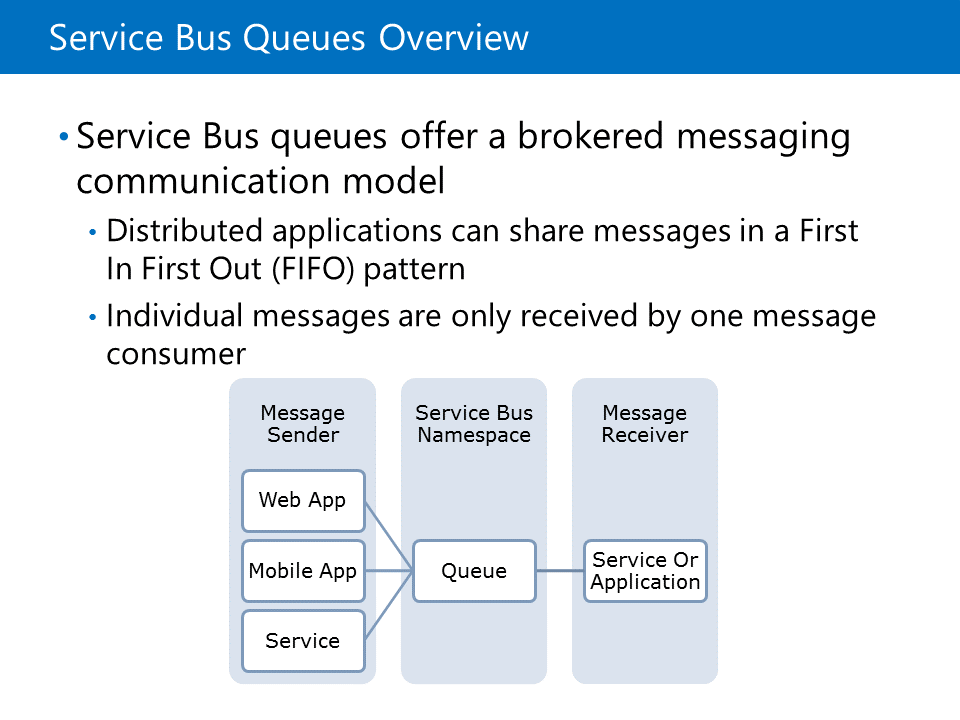 Service Bus Queues Overview
• Service Bus queues offer a brokered messaging
communication model
• Distributed applications can share messages in a First
In First Out (FIFO) pattern
• Individual messages are only received by one message
consumer
Message
Sender
Web App
Mobile App
Service
Service Bus
Namespace
Queue
Message
Receiver
Service Or
Application